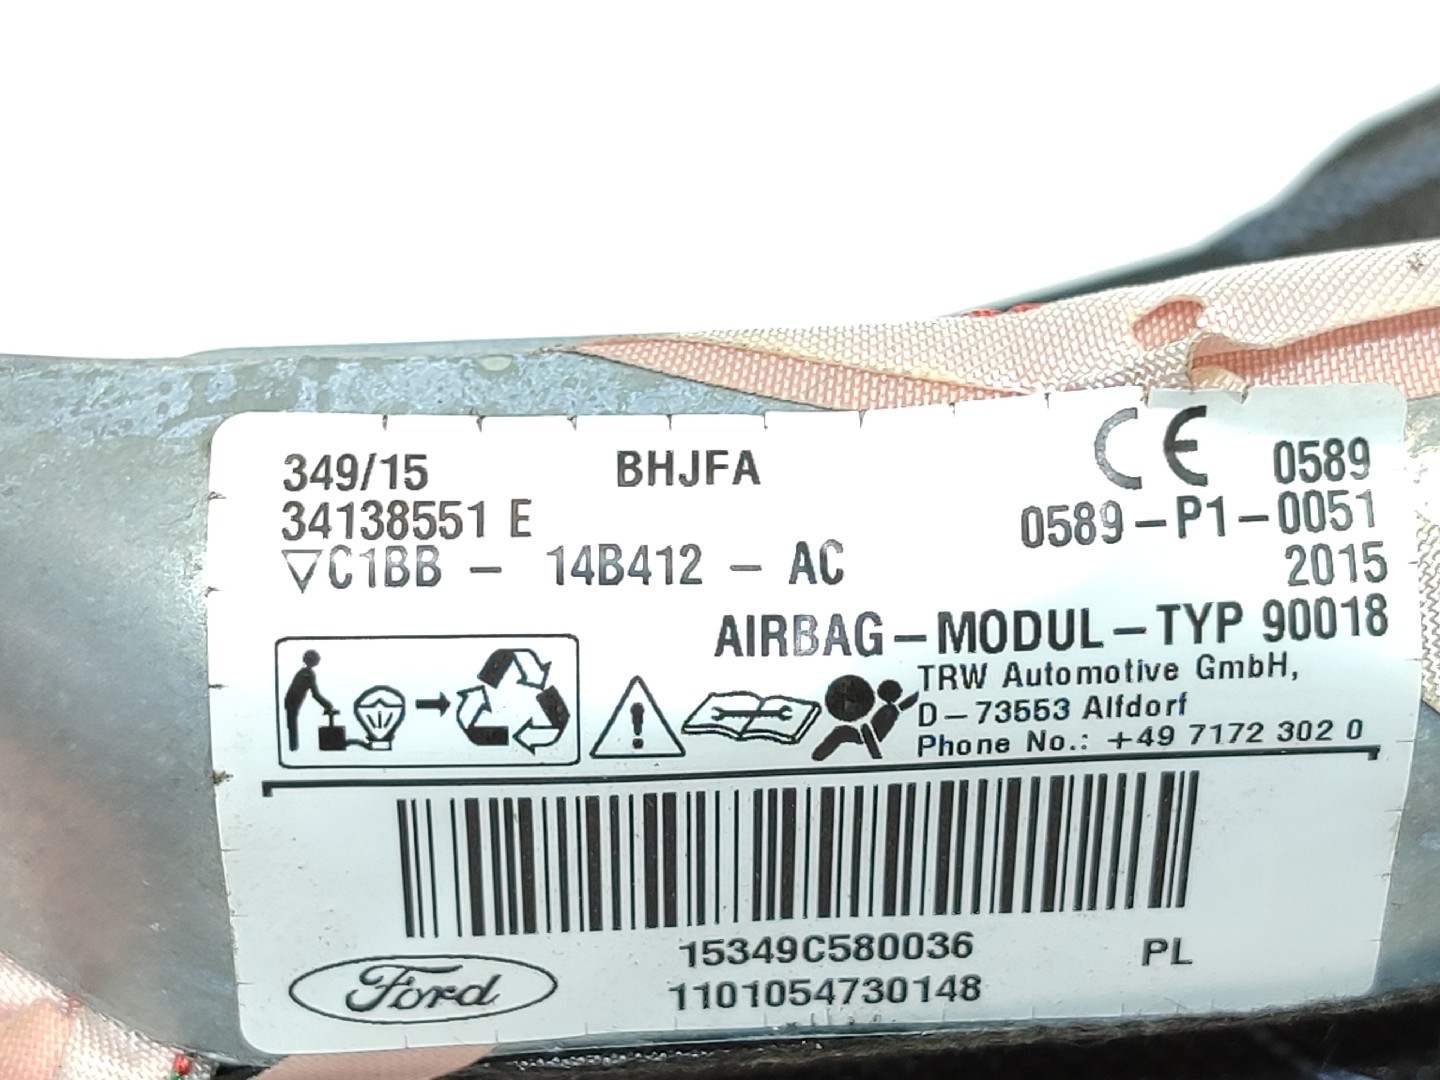 349/15 BHJFA CE 0589
34138551 E 0589-P1-0051
▽C1BB - 14B412 - AC 2015
AIRBAG-MODUL-TYP 90018
TRW Automotive GmbH,
D-73553 Alfdorf
Phone No.: +49 7172 302 0
15349C580036 PL
Ford 1101054730148